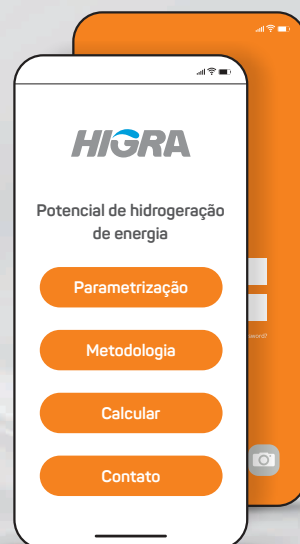 HIGRA
Potencial de hidrogeração
de energia
Parametrização
Metodologia
Calcular
Contato